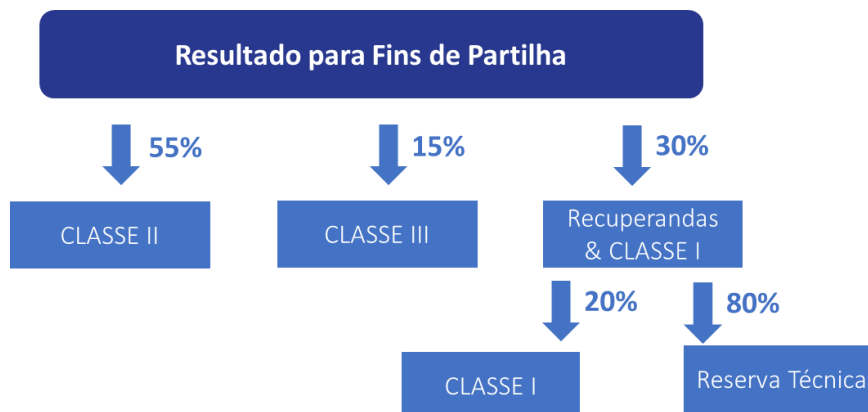 Resultado para Fins de Partilha
55%
15%
30%
CLASSE II
CLASSE III
Recuperandas
& CLASSE I
20%
80%
CLASSE I
Reserva Técnica